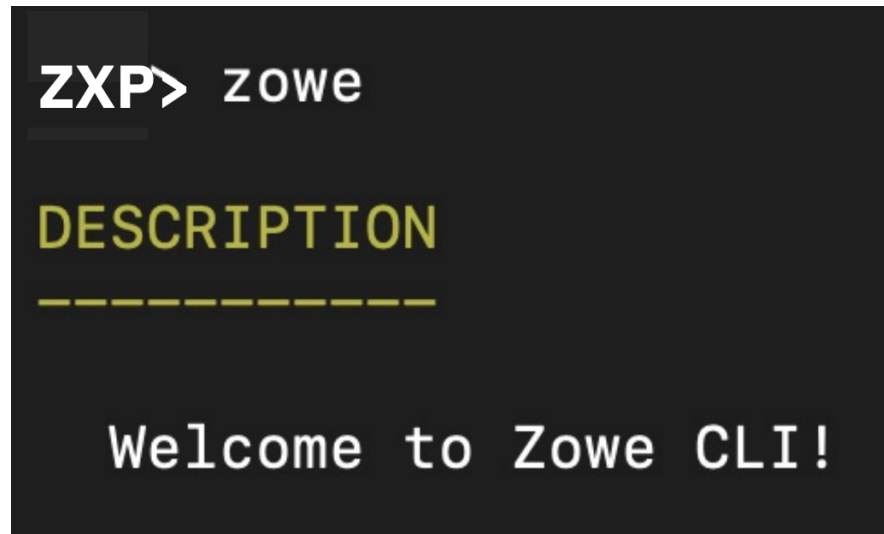 ZXP> zowe
DESCRIPTION
-----------
Welcome to Zowe CLI!